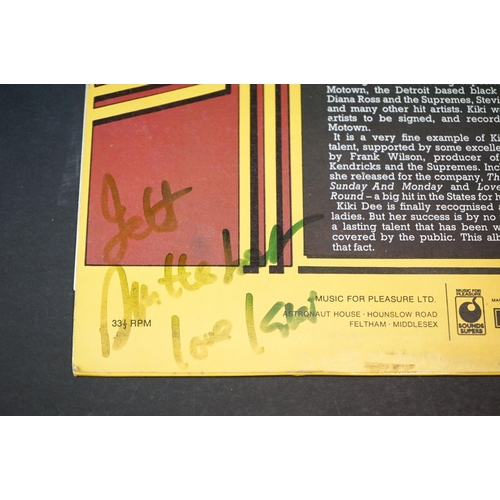 Motown, the Detroit based black
Diana Ross and the Supremes, Stevi
and many other hit artists. Kiki w
artists to be signed, and record
Motown.
It is a very fine example of Ki
talent, supported by some excelle
by Frank Wilson, producer of
Kendricks and the Supremes. Inc
she released for the company, Th
Sunday And Monday and Love
Round – a big hit in the States for h
Kiki Dee is finally recognised a
ladies. But her success is by no
a lasting talent that has been w
covered by the public. This alb
that fact.
love Kiki
MUSIC FOR PLEASURE LTD.
ASTRONAUT HOUSE · HOUNSLOW ROAD
FELTHAM · MIDDLESEX
33⅓ RPM
MUSIC FOR
PLEASURE
SOUNDS
SUPERB